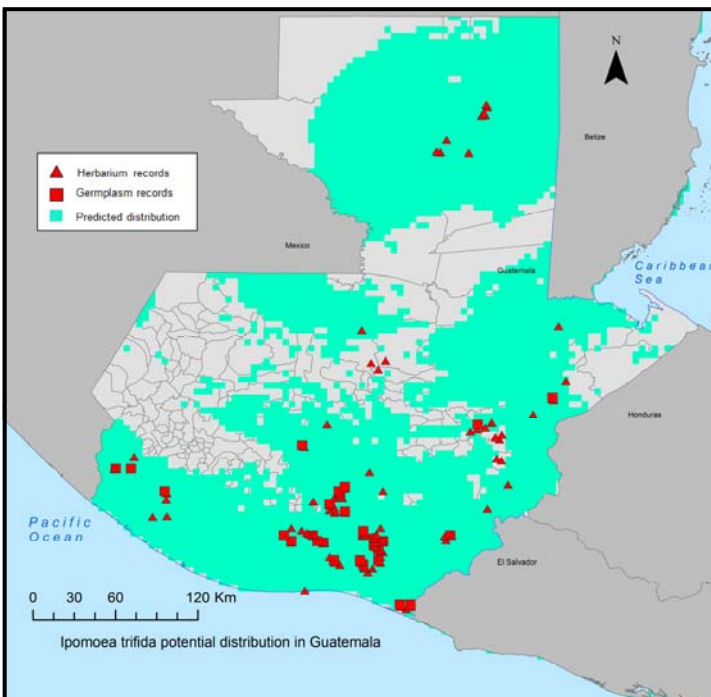 N
Belize
Herbarium records
Germplasm records
Predicted distribution
Mexico
Guatemala
Caribbean
Sea
Honduras
Pacific
Ocean
El Salvador
0 30 60 120 Km
Ipomoea trifida potential distribution in Guatemala